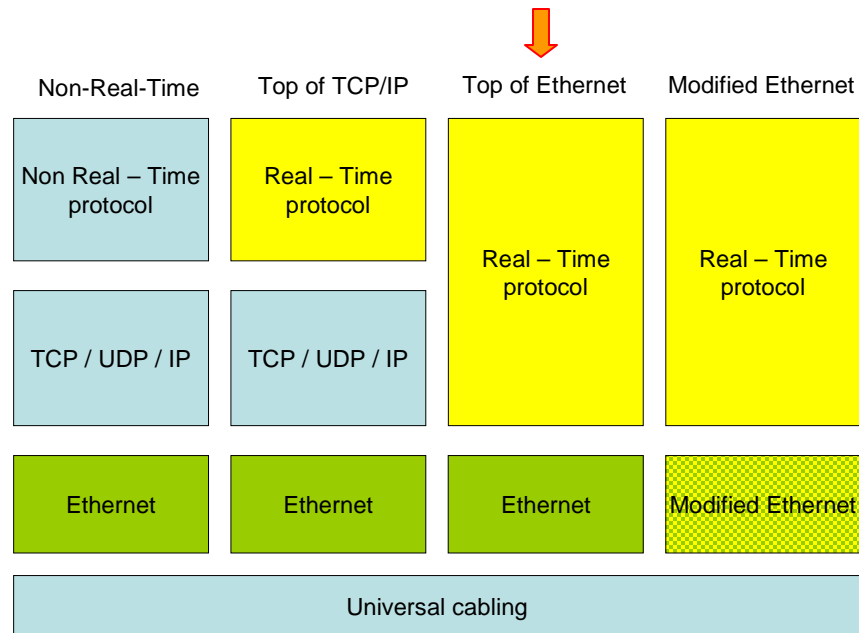 Non-Real-Time
Top of TCP/IP
Top of Ethernet
Modified Ethernet
Non Real – Time
protocol
Real – Time
protocol
Real – Time
protocol
Real – Time
protocol
TCP / UDP / IP
TCP / UDP / IP
Ethernet
Ethernet
Ethernet
Modified Ethernet
Universal cabling